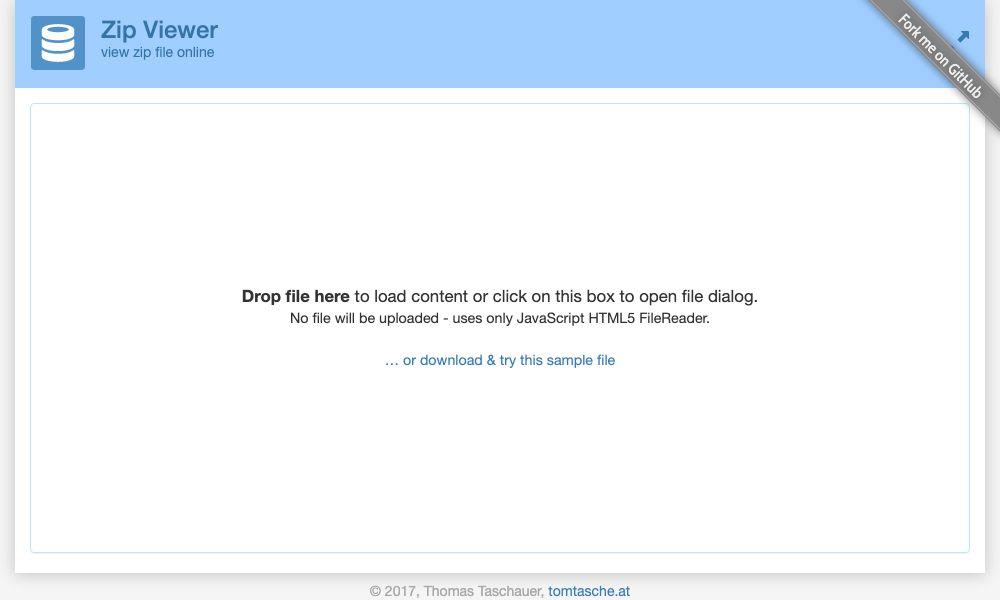 Zip Viewer
view zip file online
Fork me on GitHub
Drop file here to load content or click on this box to open file dialog.
No file will be uploaded - uses only JavaScript HTML5 FileReader.
... or download & try this sample file
© 2017, Thomas Taschauer, tomtasche.at